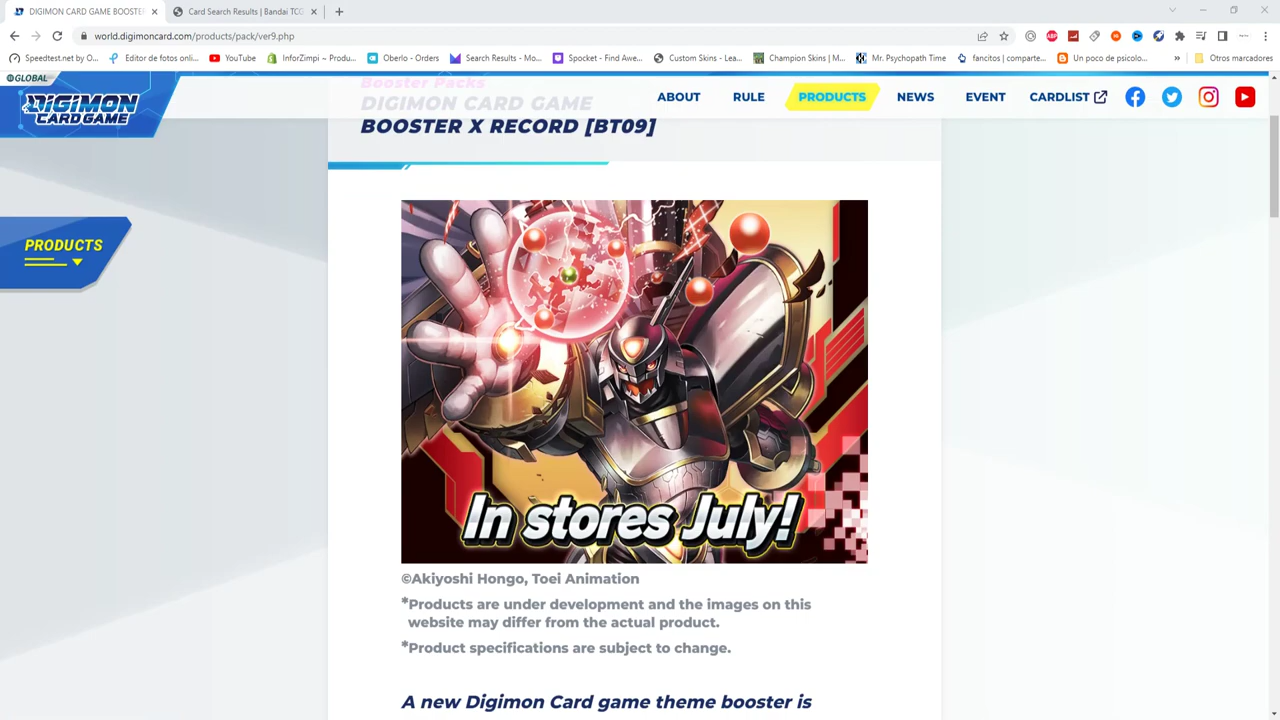 DIGIMON CARD GAME BOOSTER
Card Search Results | Bandai TCG
world.digimoncard.com/products/pack/ver9.php
Speedtest.net by O...
Editor de fotos onli...
YouTube
InforZimpi – Produ...
Oberlo - Orders
Search Results - Mo...
Spocket - Find Awe...
Custom Skins - Lea...
Champion Skins | M...
Mr. Psychopath Time
fancitos | comparte...
Un poco de psicolo...
»
Otros marcadores
GLOBAL
DIGIMON
CARD GAME
ABOUT
RULE
PRODUCTS
NEWS
EVENT
CARDLIST
Booster Packs
DIGIMON CARD GAME
BOOSTER X RECORD [BT09]
PRODUCTS
In stores July!
©Akiyoshi Hongo, Toei Animation
*Products are under development and the images on this
website may differ from the actual product.
*Product specifications are subject to change.
A new Digimon Card game theme booster is